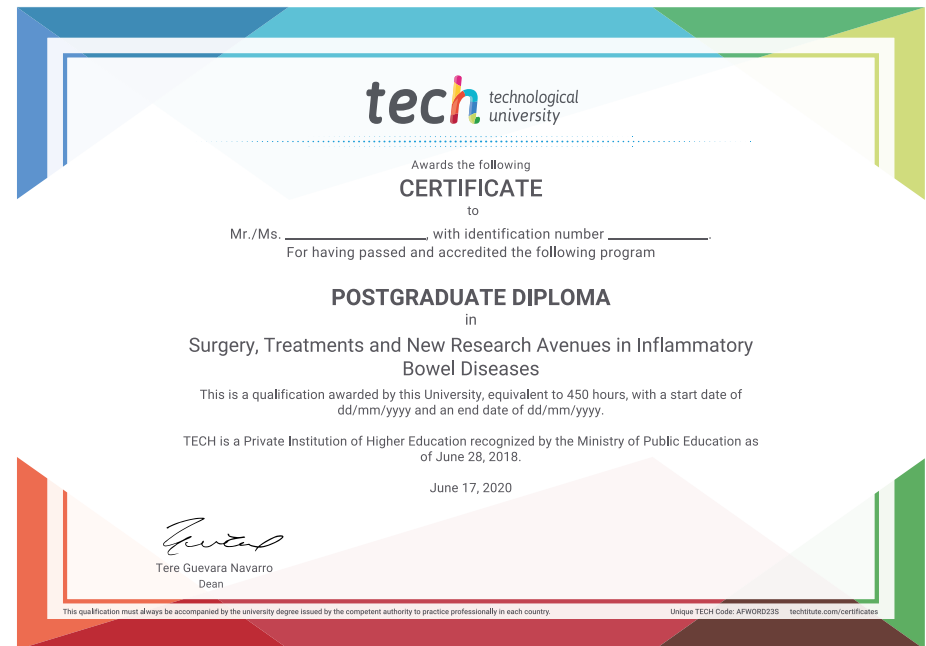 tech technological
university
Awards the following
CERTIFICATE
to
Mr./Ms. ____________________, with identification number ______________.
For having passed and accredited the following program
POSTGRADUATE DIPLOMA
in
Surgery, Treatments and New Research Avenues in Inflammatory
Bowel Diseases
This is a qualification awarded by this University, equivalent to 450 hours, with a start date of
dd/mm/yyyy and an end date of dd/mm/yyyy.
TECH is a Private Institution of Higher Education recognized by the Ministry of Public Education as
of June 28, 2018.
June 17, 2020
Tere Guevara Navarro
Dean
This qualification must always be accompanied by the university degree issued by the competent authority to practice professionally in each country.
Unique TECH Code: AFWORD23S techtitute.com/certificates